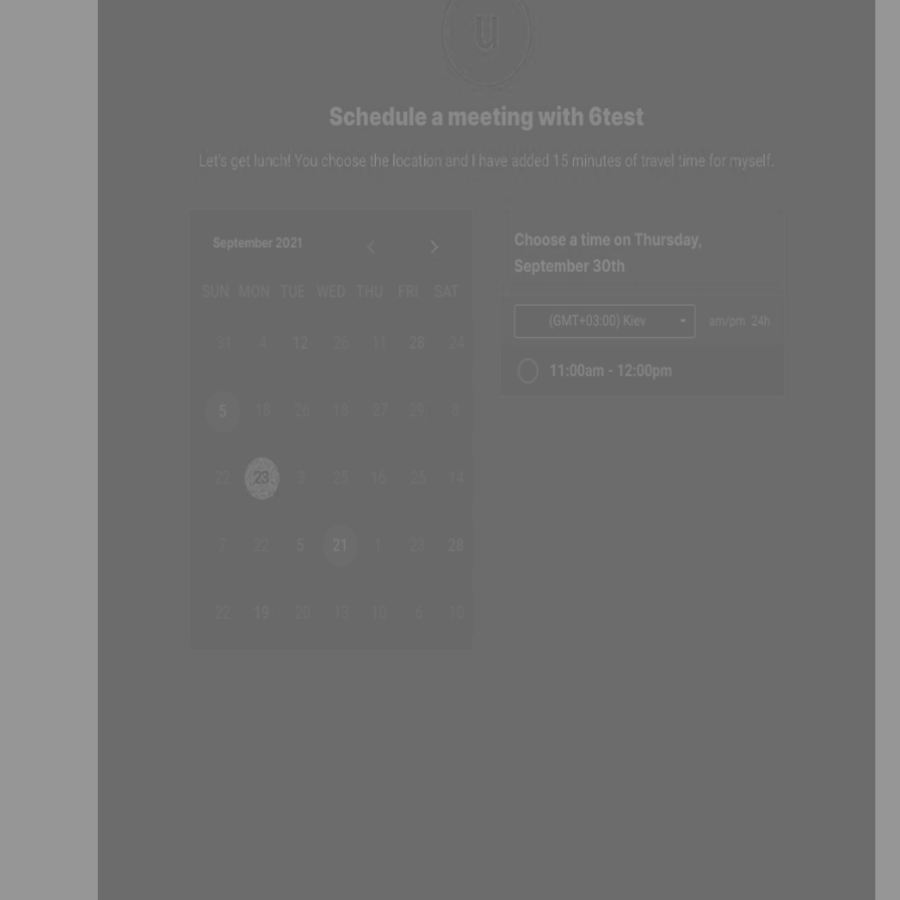 u
Schedule a meeting with 6test
Let's get lunch! You choose the location and I have added 15 minutes of travel time for myself.
September 2021
SUN MON TUE WED THU FRI SAT
31 4 12 26 11 28 24
5 18 26 18 27 29 8
22 23 3 25 16 25 14
7 22 5 21 1 23 28
22 19 20 13 10 6 10
Choose a time on Thursday,
September 30th
(GMT+03:00) Kiev am/pm 24h
11:00am - 12:00pm